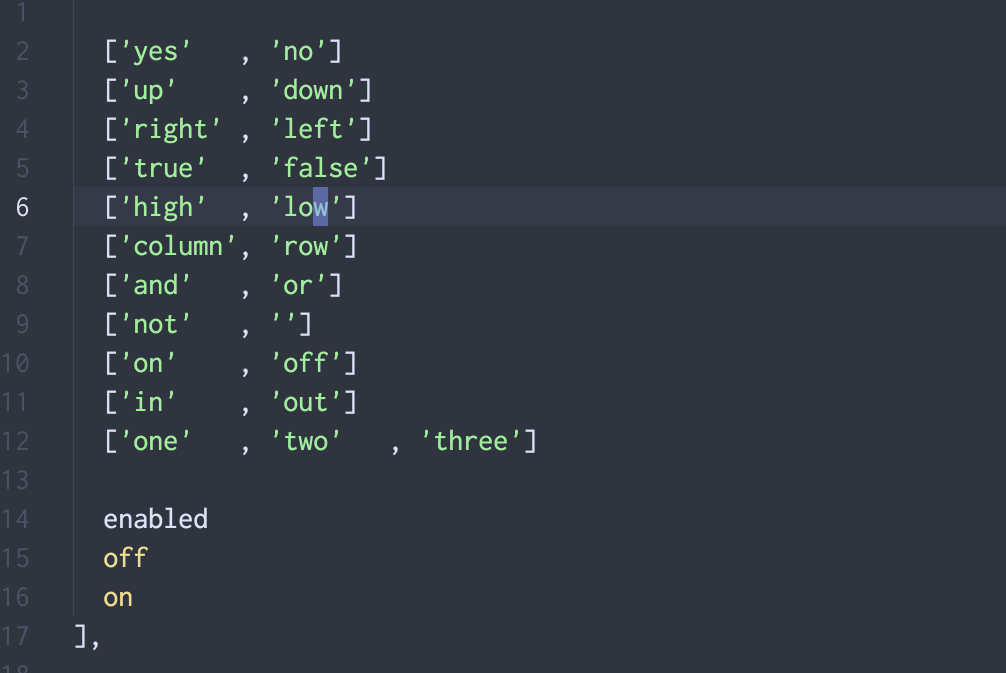 1
2 ['yes'   , 'no']
3 ['up'    , 'down']
4 ['right' , 'left']
5 ['true'  , 'false']
6 ['high'  , 'low']
7 ['column', 'row']
8 ['and'   , 'or']
9 ['not'   , '']
10 ['on'    , 'off']
11 ['in'    , 'out']
12 ['one'   , 'two'   , 'three']
13
14 enabled
15 off
16 on
17 ],
18